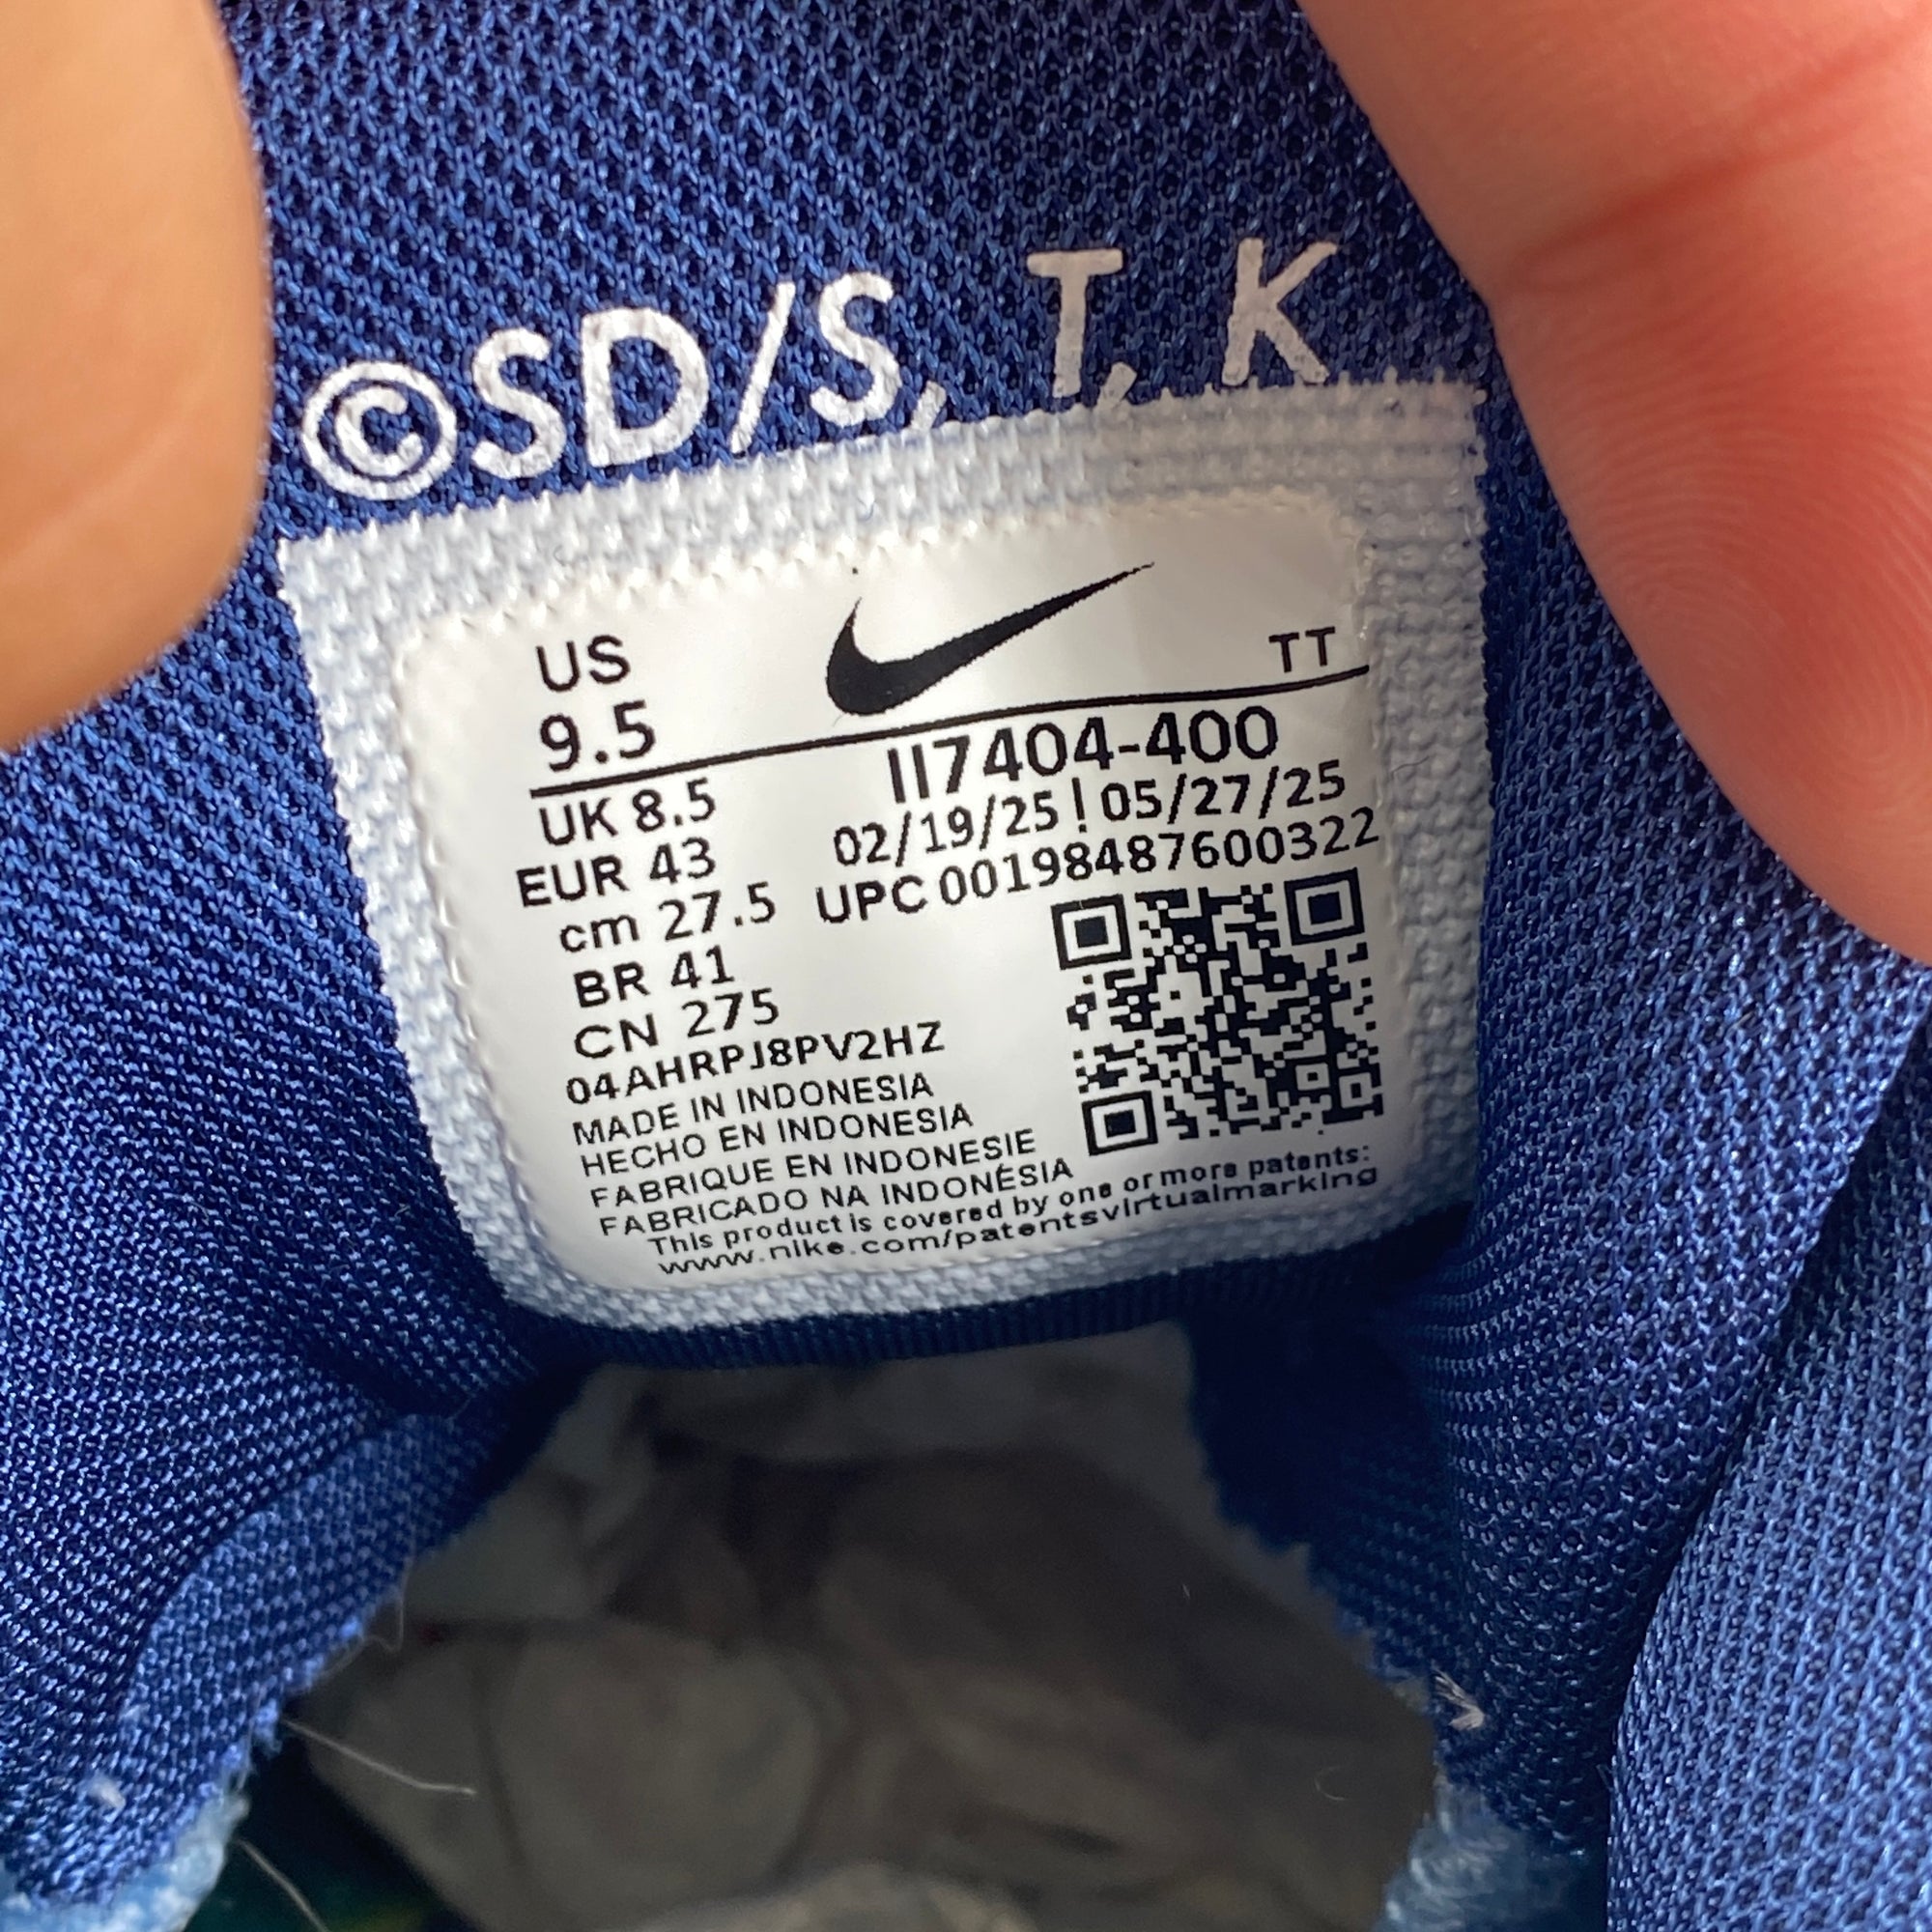 ©SD/S, T, K
US
9.5
TT
UK 8.5
EUR 43
cm 27.5
BR 41
CN 275
II7404-400
02/19/25 | 05/27/25
UPC 00198487600322
04AHRPJ8PV2HZ
MADE IN INDONESIA
HECHO EN INDONESIA
FABRIQUE EN INDONESIE
FABRICADO NA INDONÉSIA
This product is covered by one or more patents:
www.nike.com/patentsvirtualmarking